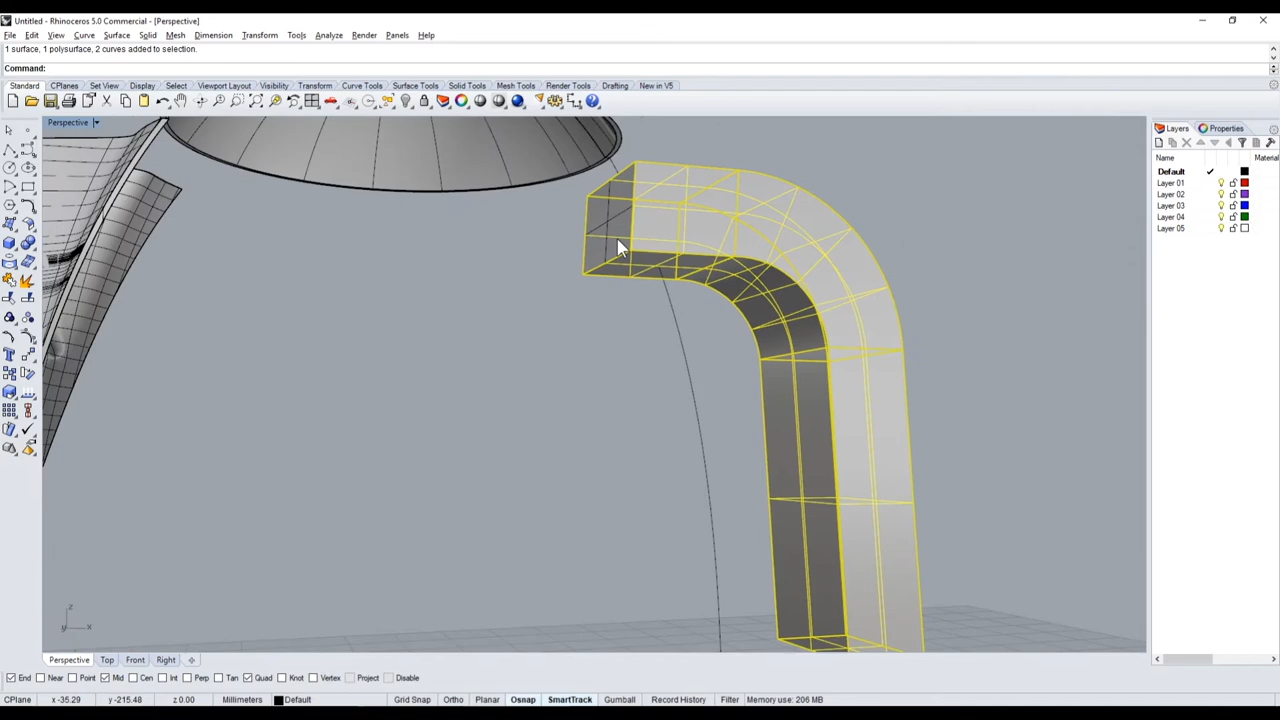 Untitled - Rhinoceros 5.0 Commercial - [Perspective]
File Edit View Curve Surface Solid Mesh Dimension Transform Tools Analyze Render Panels Help
1 surface, 1 polysurface, 2 curves added to selection.
Command:
Standard CPlanes Set View Display Select Viewport Layout Visibility Transform Curve Tools Surface Tools Solid Tools Mesh Tools Render Tools Drafting New in V5
Perspective
Layers Properties
Name Material
Default
Layer 01
Layer 02
Layer 03
Layer 04
Layer 05
z
y x
Perspective Top Front Right
End Near Point Mid Cen Int Perp Tan Quad Knot Vertex Project Disable
CPlane x -35.29 y -215.48 z 0.00 Millimeters Default Grid Snap Ortho Planar Osnap SmartTrack Gumball Record History Filter Memory use: 206 MB